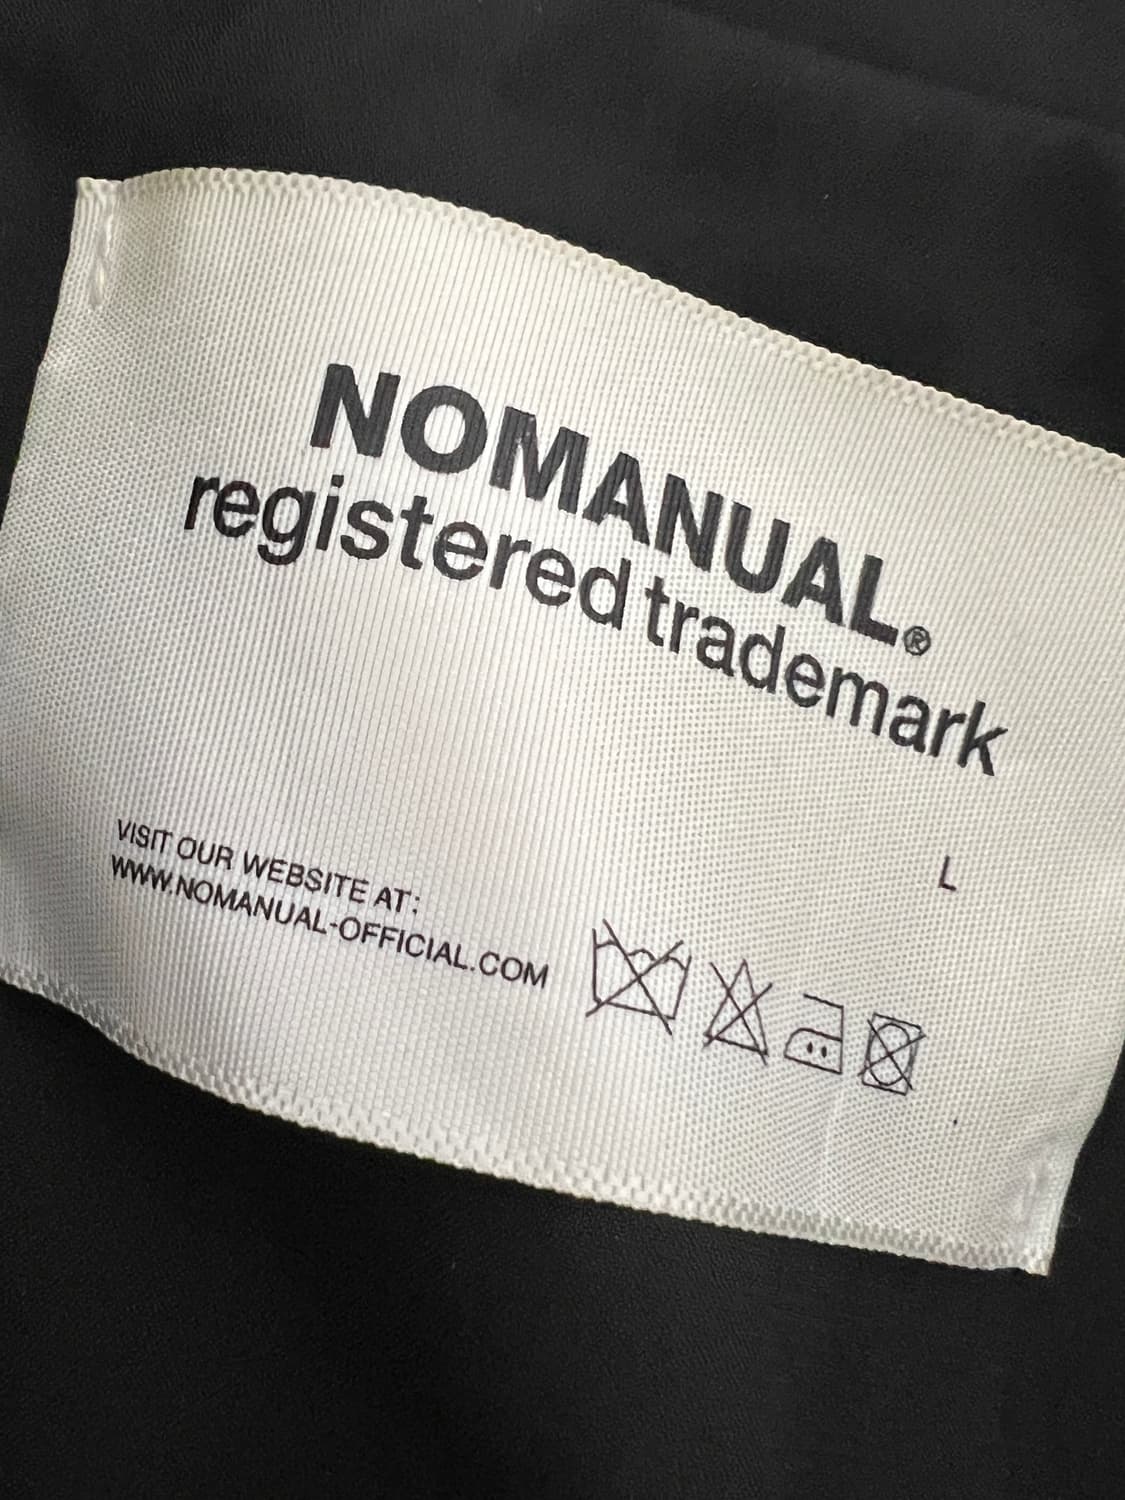 NOMANUAL®
registered trademark
L
VISIT OUR WEBSITE AT:
WWW.NOMANUAL-OFFICIAL.COM